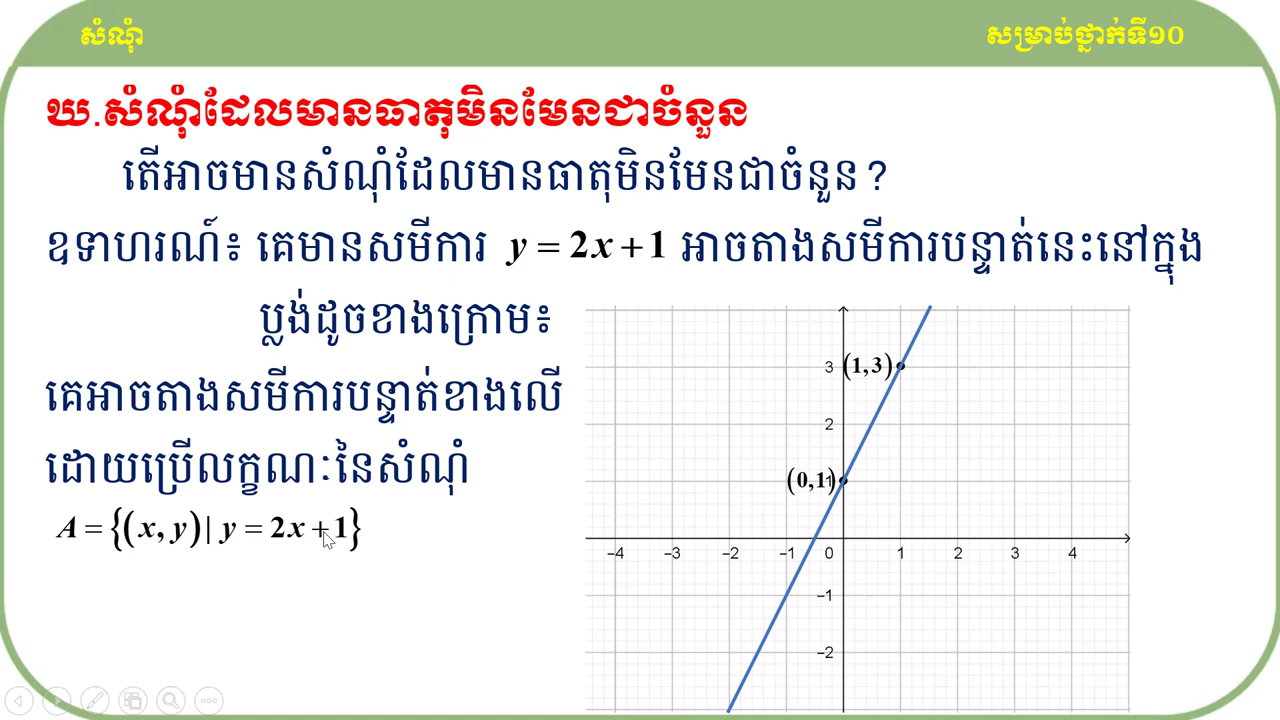 សំណុំ
សម្រាប់ថ្នាក់ទី១០
ឃ.សំណុំដែលមានធាតុមិនមែនជាចំនួន
តើអាចមានសំណុំដែលមានធាតុមិនមែនជាចំនួន?
ឧទាហរណ៍៖ គេមានសមីការ y = 2x + 1 អាចតាងសមីការបន្ទាត់នេះនៅក្នុង
ប្លង់ដូចខាងក្រោម៖
គេអាចតាងសមីការបន្ទាត់ខាងលើ
ដោយប្រើលក្ខណៈនៃសំណុំ
A = {(x, y) | y = 2x + 1}
3 (1,3)
2
(0,1) 1
−4 −3 −2 −1 0 1 2 3 4
−1
−2